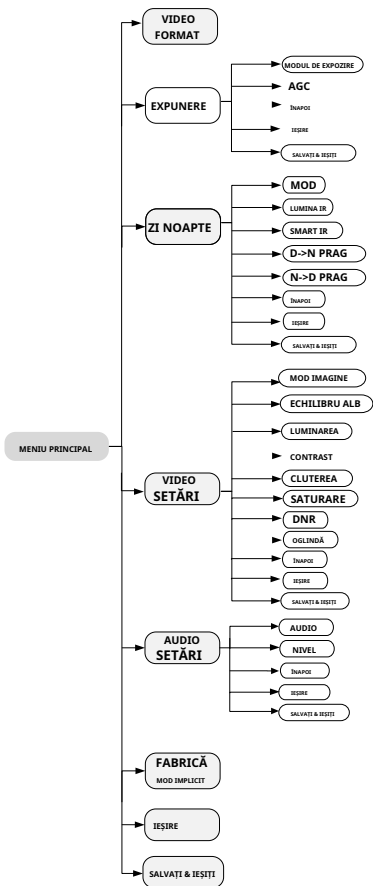 VIDEO
FORMAT
EXPUNERE
MODUL DE EXPOZIRE
AGC
ÎNAPOI
IEȘIRE
SALVAȚI & IEȘIȚI
ZI NOAPTE
MOD
LUMINA IR
SMART IR
D->N PRAG
N->D PRAG
ÎNAPOI
IEȘIRE
SALVAȚI & IEȘIȚI
MENIU PRINCIPAL
VIDEO
SETĂRI
MOD IMAGINE
ECHILIBRU ALB
LUMINAREA
CONTRAST
CLUTEREA
SATURARE
DNR
OGLINDĂ
ÎNAPOI
IEȘIRE
SALVAȚI & IEȘIȚI
AUDIO
SETĂRI
AUDIO
NIVEL
ÎNAPOI
IEȘIRE
SALVAȚI & IEȘIȚI
FABRICĂ
MOD IMPLICIT
IEȘIRE
SALVAȚI & IEȘIȚI